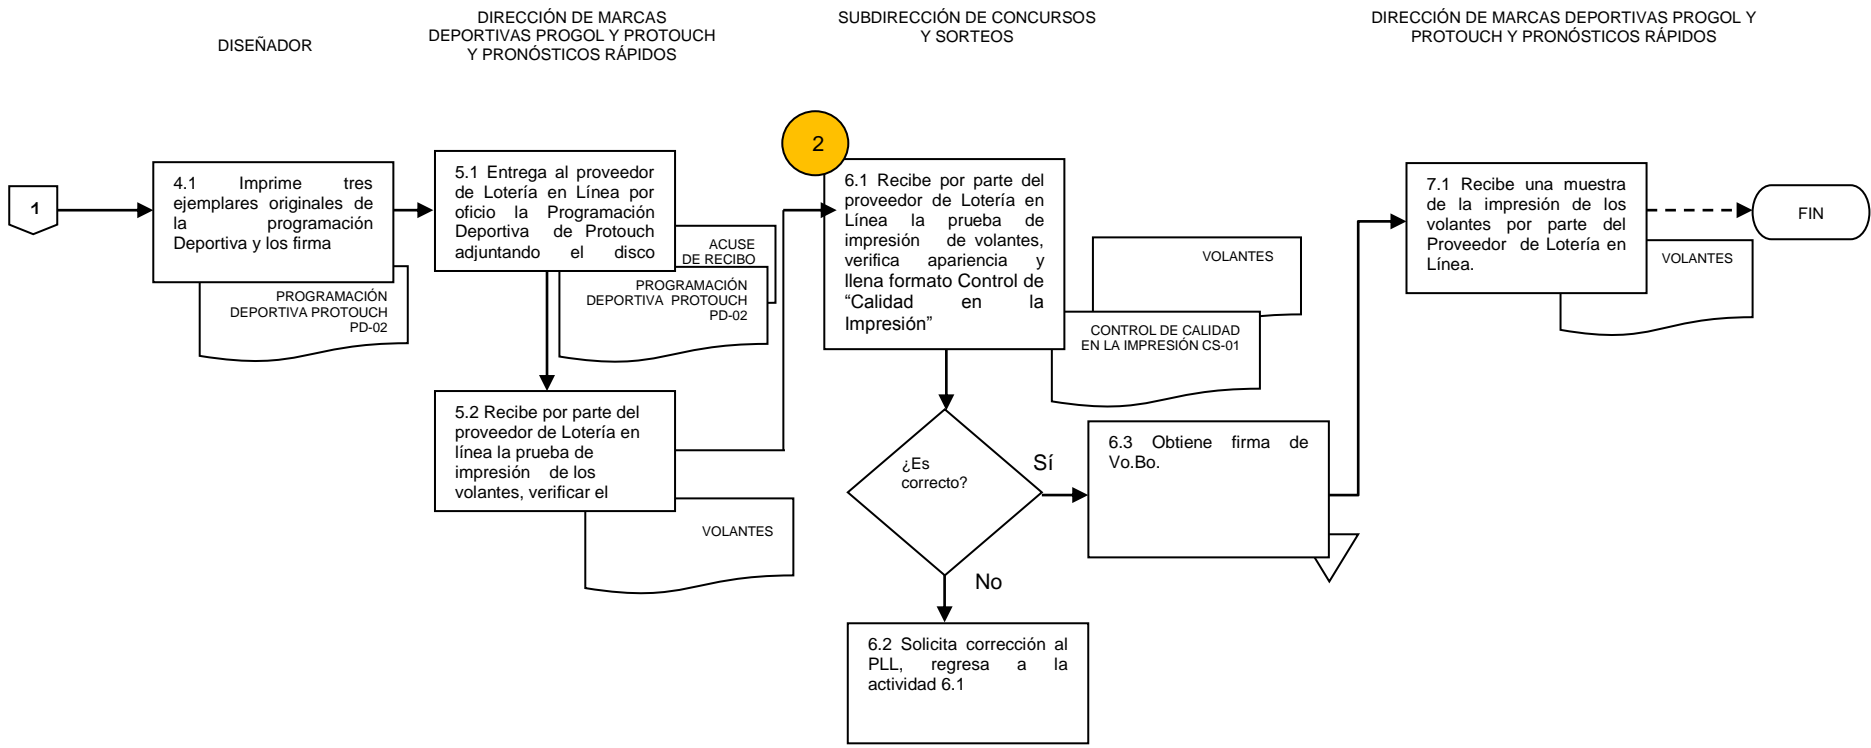 DISEÑADOR
DIRECCIÓN DE MARCAS
DEPORTIVAS PROGOL Y PROTOUCH
Y PRONÓSTICOS RÁPIDOS
SUBDIRECCIÓN DE CONCURSOS
Y SORTEOS
DIRECCIÓN DE MARCAS DEPORTIVAS PROGOL Y
PROTOUCH Y PRONÓSTICOS RÁPIDOS
1
4.1 Imprime tres
ejemplares originales de
la programación
Deportiva y los firma
PROGRAMACIÓN
DEPORTIVA PROTOUCH
PD-02
5.1 Entrega al proveedor
de Lotería en Línea por
oficio la Programación
Deportiva de Protouch
adjuntando el disco
ACUSE
DE RECIBO
PROGRAMACIÓN
DEPORTIVA PROTOUCH
PD-02
5.2 Recibe por parte del
proveedor de Lotería en
línea la prueba de
impresión de los
volantes, verificar el
VOLANTES
2
6.1 Recibe por parte del
proveedor de Lotería en
Línea la prueba de
impresión de volantes,
verifica apariencia y
llena formato Control de
“Calidad en la
Impresión”
VOLANTES
CONTROL DE CALIDAD
EN LA IMPRESIÓN CS-01
¿Es
correcto?
Sí
No
6.3 Obtiene firma de
Vo.Bo.
6.2 Solicita corrección al
PLL, regresa a la
actividad 6.1
7.1 Recibe una muestra
de la impresión de los
volantes por parte del
Proveedor de Lotería en
Línea.
VOLANTES
FIN